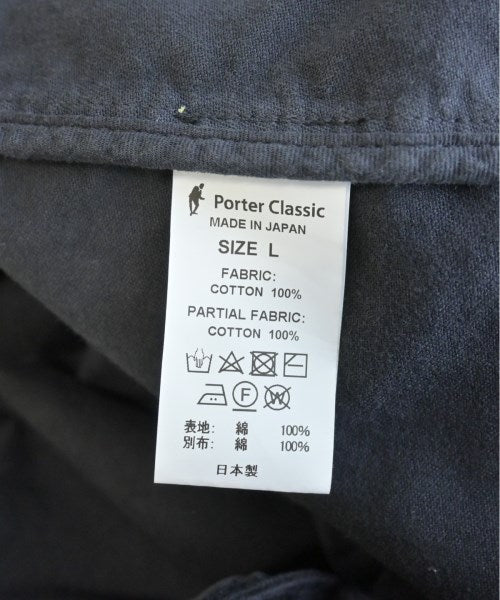 Porter Classic
MADE IN JAPAN
SIZE L
FABRIC:
COTTON 100%
PARTIAL FABRIC:
COTTON 100%
F W
表地: 綿 100%
別布: 綿 100%
日本製